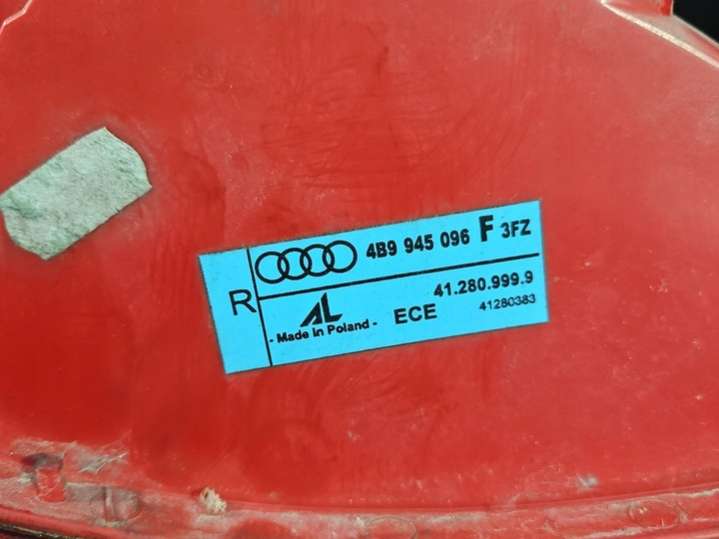 R
4B9 945 096 F 3FZ
41.280.999.9
AL
- Made in Poland -
ECE
41280383